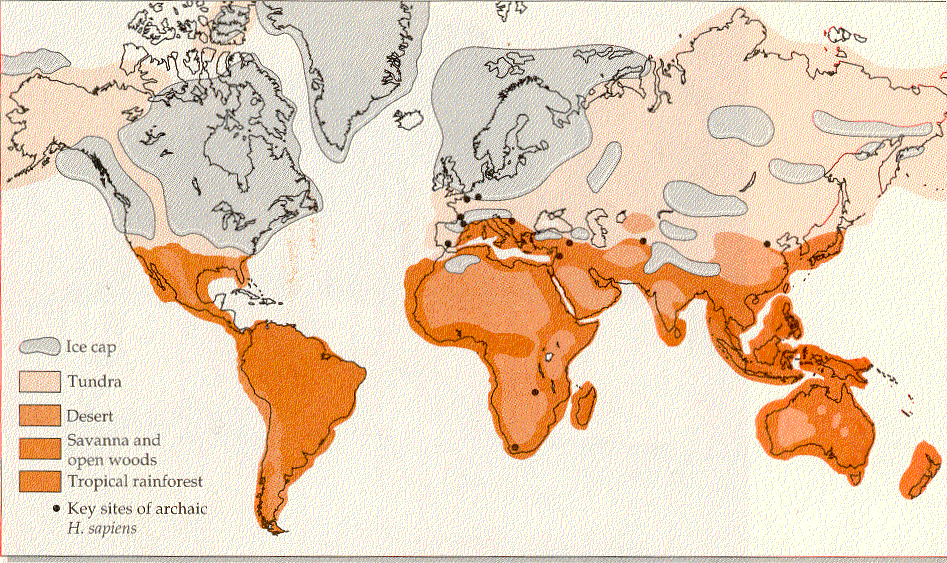 Ice cap
Tundra
Desert
Savanna and
open woods
Tropical rainforest
Key sites of archaic
H. sapiens